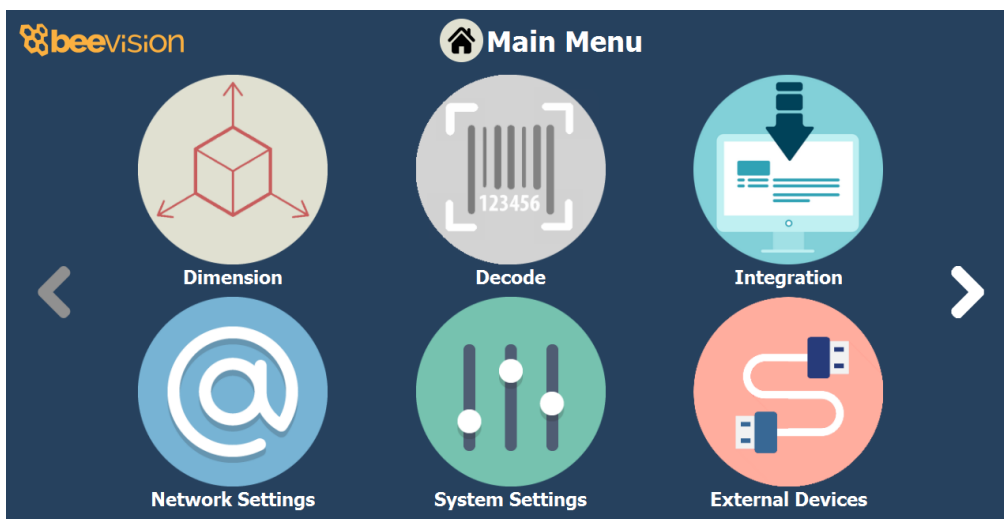 beevision
Main Menu
123456
Dimension
Decode
Integration
Network Settings
System Settings
External Devices